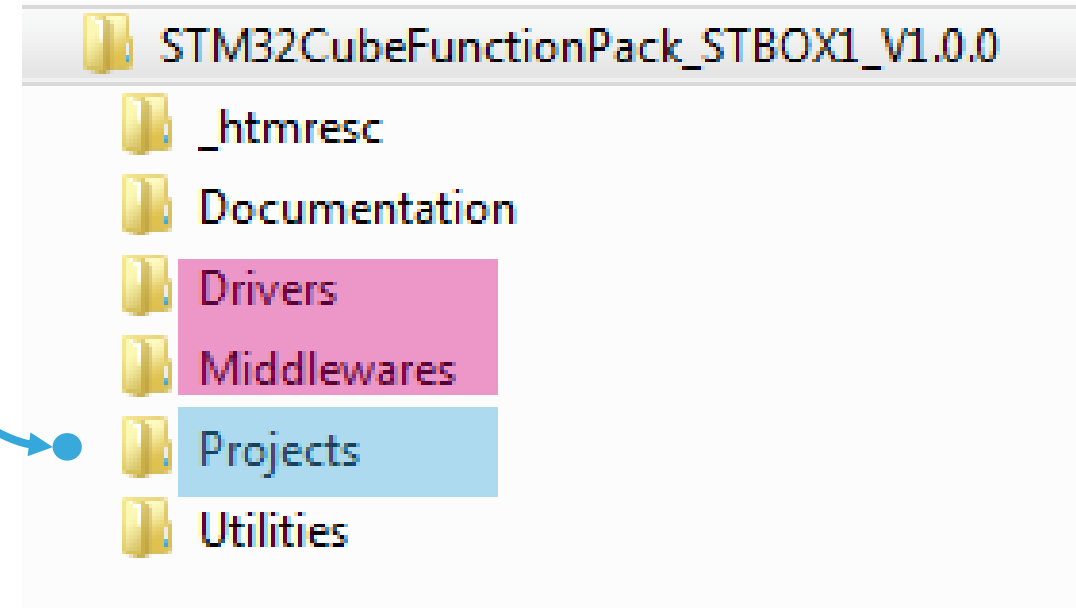 STM32CubeFunctionPack_STBOX1_V1.0.0
_htmresc
Documentation
Drivers
Middlewares
Projects
Utilities